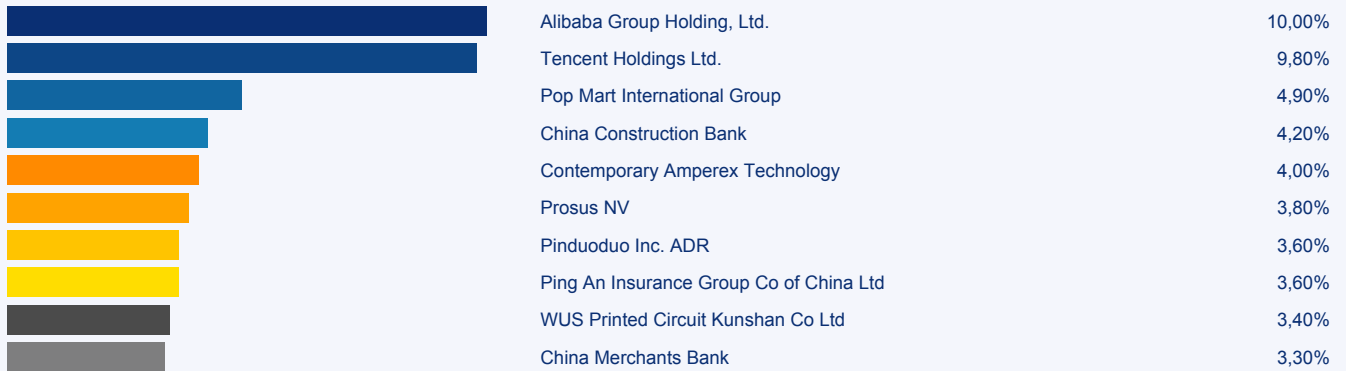 Alibaba Group Holding, Ltd. 10,00%
Tencent Holdings Ltd. 9,80%
Pop Mart International Group 4,90%
China Construction Bank 4,20%
Contemporary Amperex Technology 4,00%
Prosus NV 3,80%
Pinduoduo Inc. ADR 3,60%
Ping An Insurance Group Co of China Ltd 3,60%
WUS Printed Circuit Kunshan Co Ltd 3,40%
China Merchants Bank 3,30%